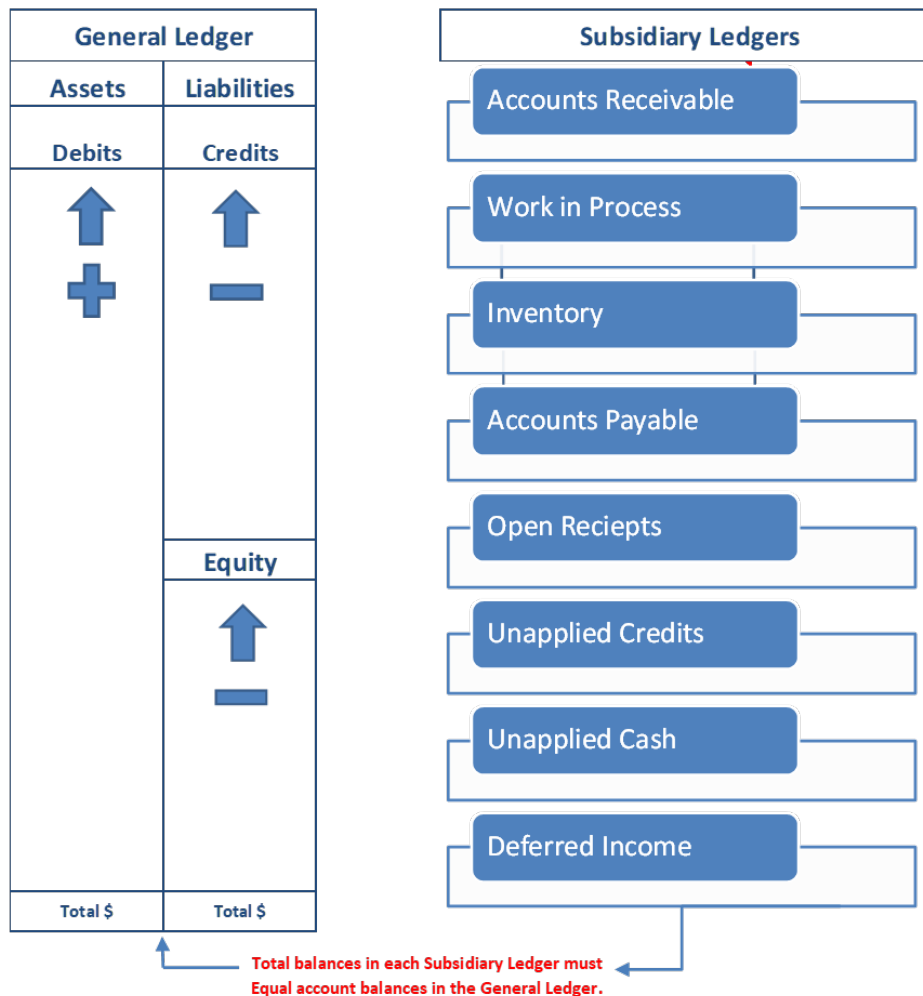 General Ledger
Assets
Liabilities
Debits
Credits
Equity
Total $
Total $
Subsidiary Ledgers
Accounts Receivable
Work in Process
Inventory
Accounts Payable
Open Reciepts
Unapplied Credits
Unapplied Cash
Deferred Income
Total balances in each Subsidiary Ledger must
Equal account balances in the General Ledger.